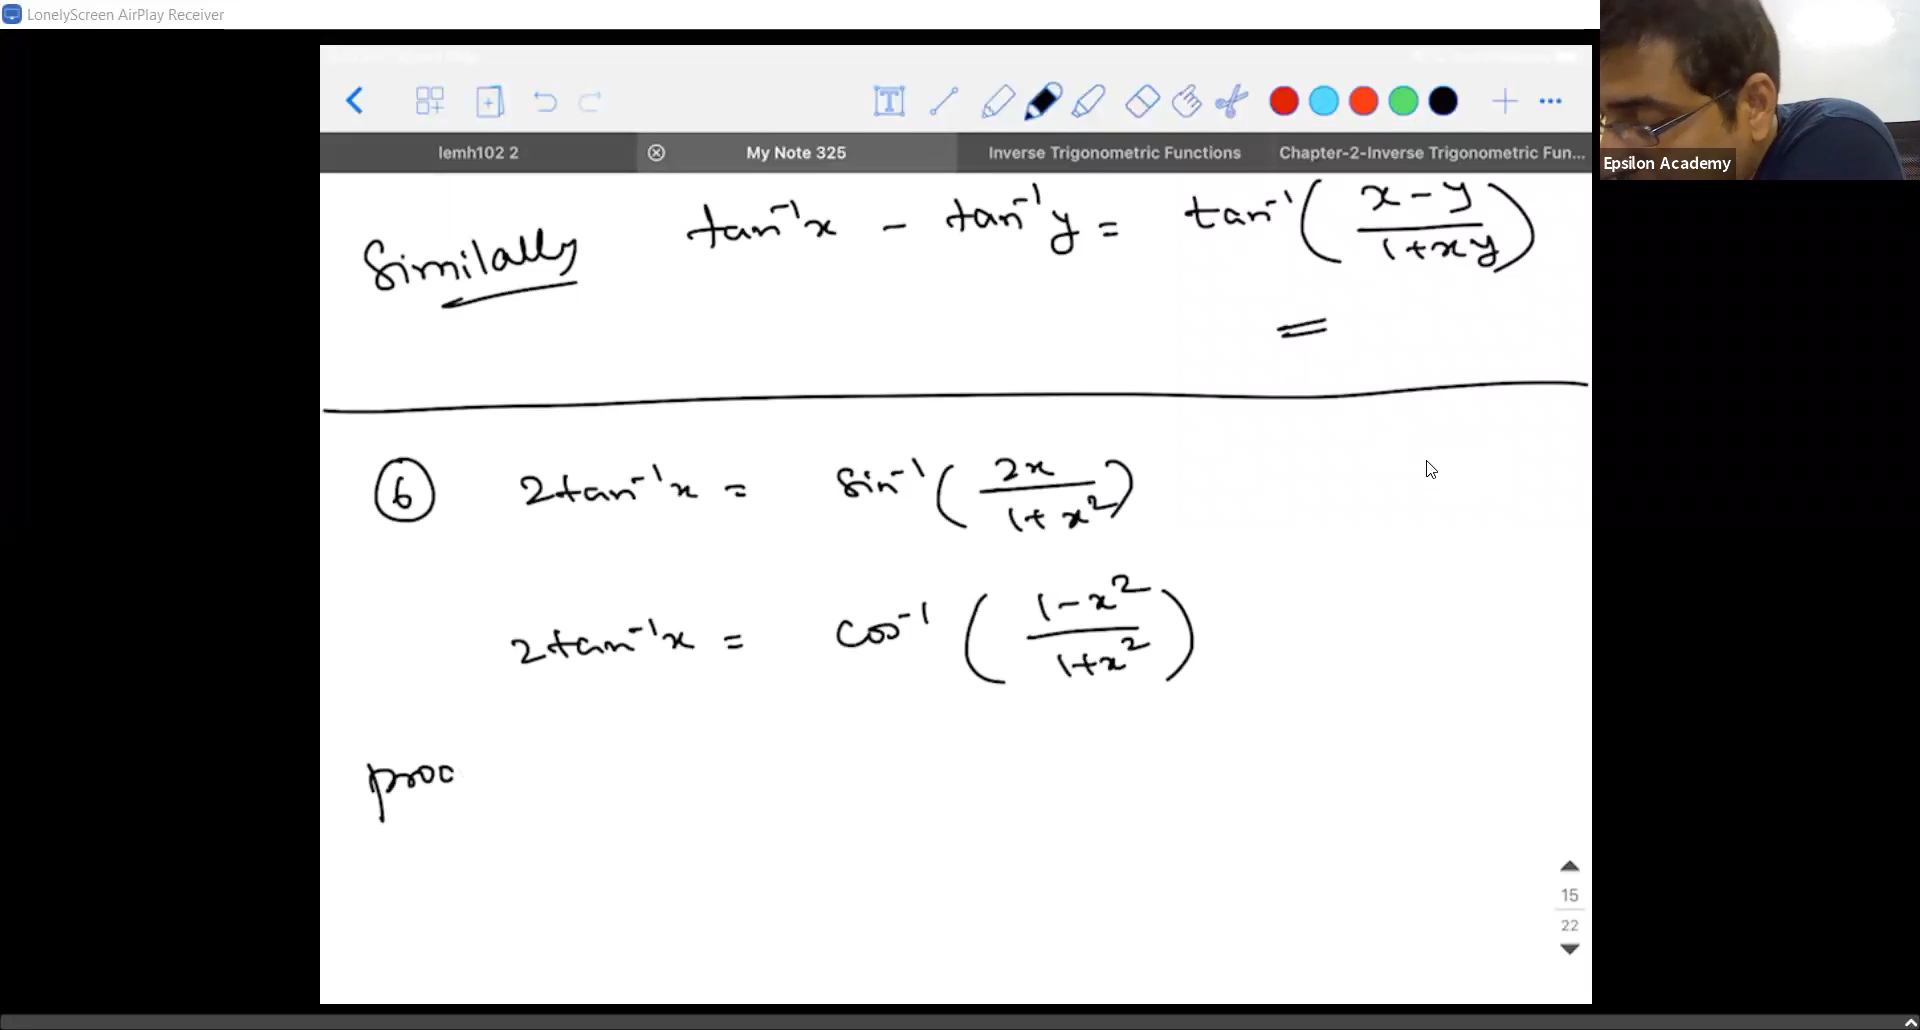 LonelyScreen AirPlay Receiver
Epsilon Academy
T
lemh102 2
My Note 325
Inverse Trigonometric Functions
Chapter-2-Inverse Trigonometric Fun...
Similally tan⁻¹x - tan⁻¹y = tan⁻¹((x-y)/(1+xy))
=
⑥ 2tan⁻¹x = Sin⁻¹(2x/(1+x²))
2tan⁻¹x = Cos⁻¹((1-x²)/(1+x²))
proo
15
22